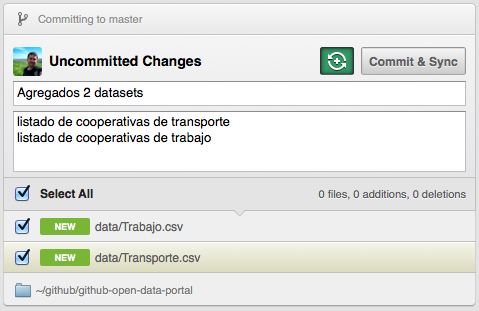 Committing to master
Uncommitted Changes
Commit & Sync
Agregados 2 datasets
listado de cooperativas de transporte
listado de cooperativas de trabajo
Select All 0 files, 0 additions, 0 deletions
NEW data/Trabajo.csv
NEW data/Transporte.csv
~/github/github-open-data-portal